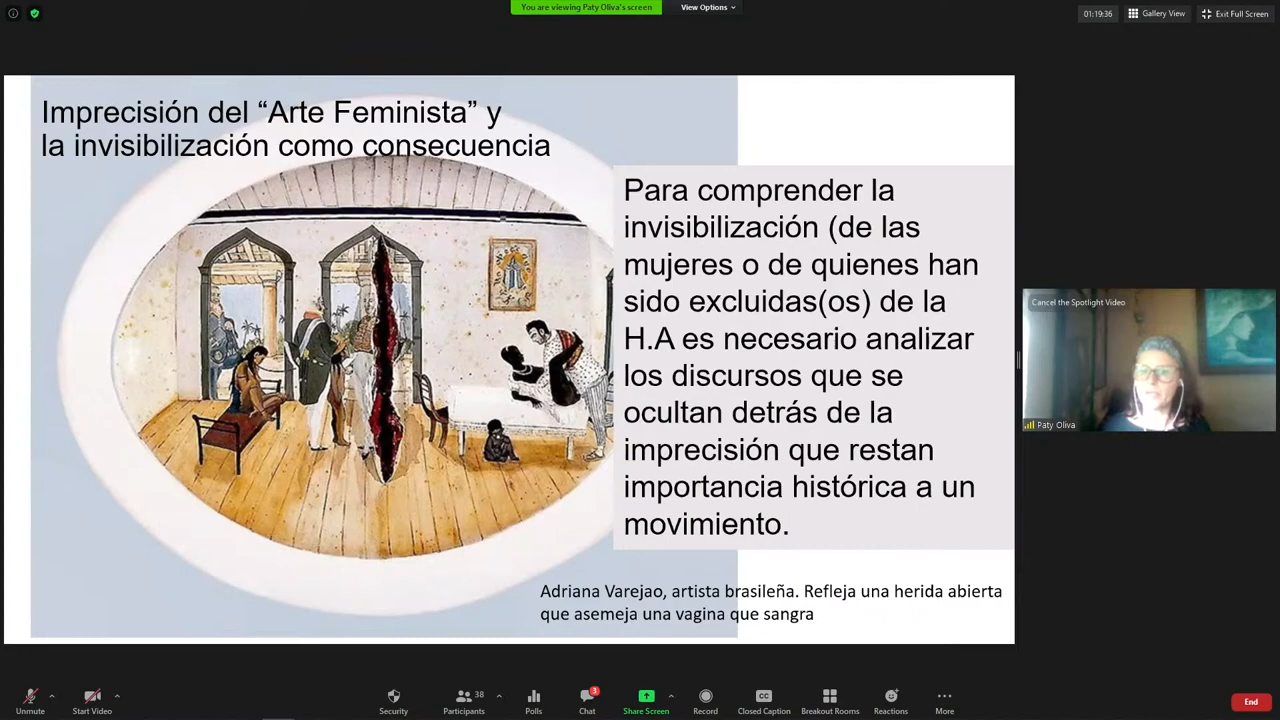 You are viewing Paty Oliva's screen
View Options
01:19:36
Gallery View
Exit Full Screen
Imprecisión del “Arte Feminista” y
la invisibilización como consecuencia
Para comprender la
invisibilización (de las
mujeres o de quienes han
sido excluidas(os) de la
H.A es necesario analizar
los discursos que se
ocultan detrás de la
imprecisión que restan
importancia histórica a un
movimiento.
Adriana Varejao, artista brasileña. Refleja una herida abierta
que asemeja una vagina que sangra
Cancel the Spotlight Video
Paty Oliva
Unmute
Start Video
Security
Participants
38
Polls
Chat
3
Share Screen
Record
Closed Caption
Breakout Rooms
Reactions
More
End